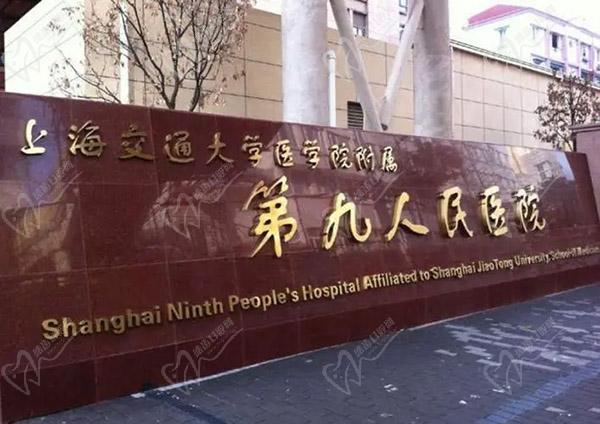 上海交通大学医学院附属
第九人民医院
Shanghai Ninth People's Hospital Affiliated to Shanghai JiaoTong University, School of Medicine